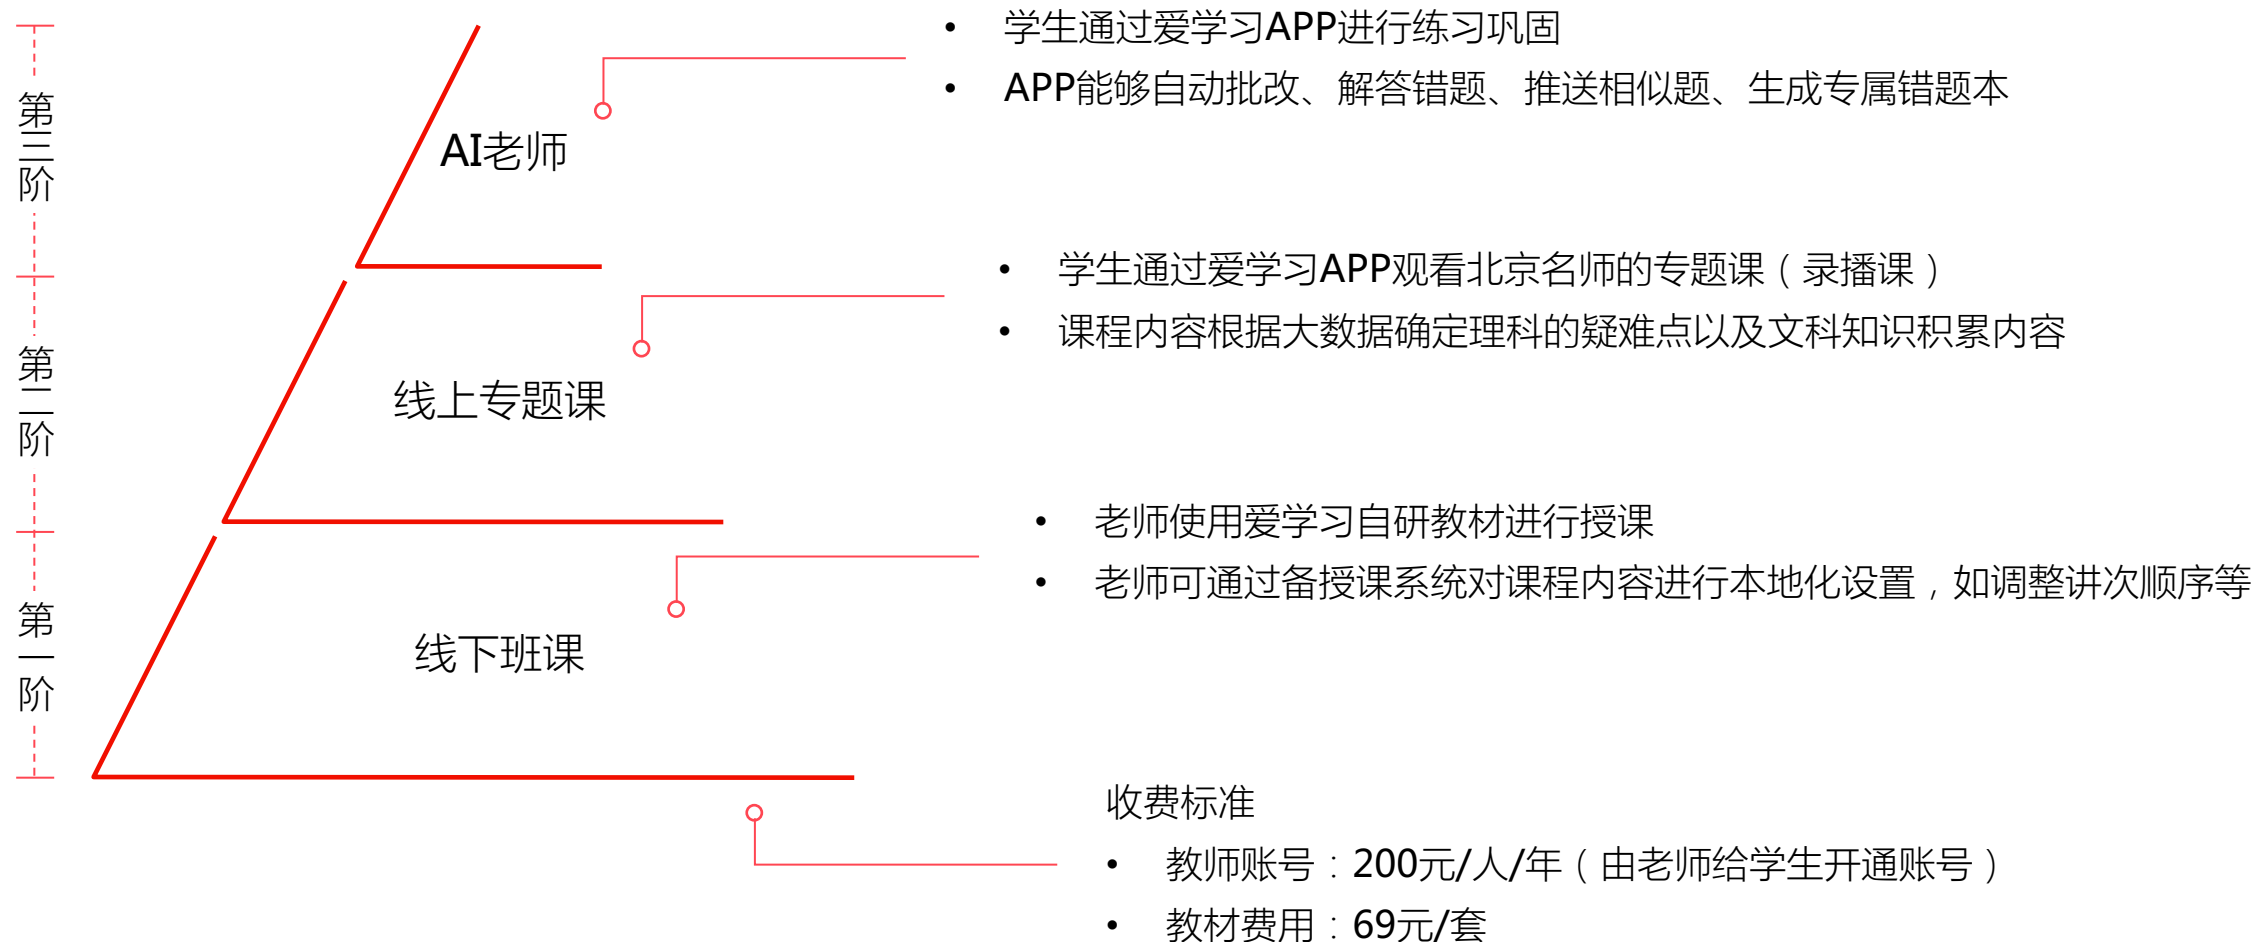 第三阶
AI老师
• 学生通过爱学习APP进行练习巩固
• APP能够自动批改、解答错题、推送相似题、生成专属错题本
第二阶
线上专题课
• 学生通过爱学习APP观看北京名师的专题课（录播课）
• 课程内容根据大数据确定理科的疑难点以及文科知识积累内容
第一阶
线下班课
• 老师使用爱学习自研教材进行授课
• 老师可通过备授课系统对课程内容进行本地化设置，如调整讲次顺序等
收费标准
• 教师账号：200元/人/年（由老师给学生开通账号）
• 教材费用：69元/套